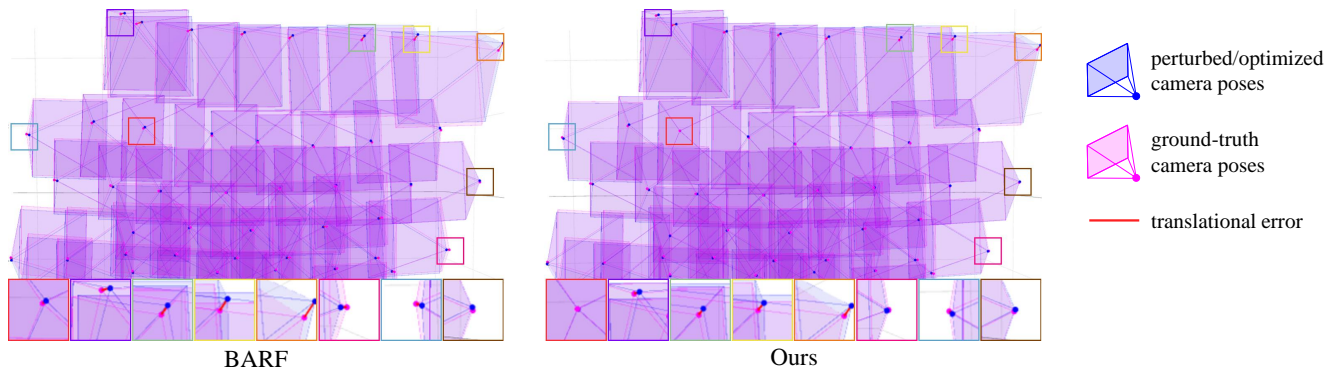 perturbed/optimized
camera poses
ground-truth
camera poses
translational error
BARF
Ours